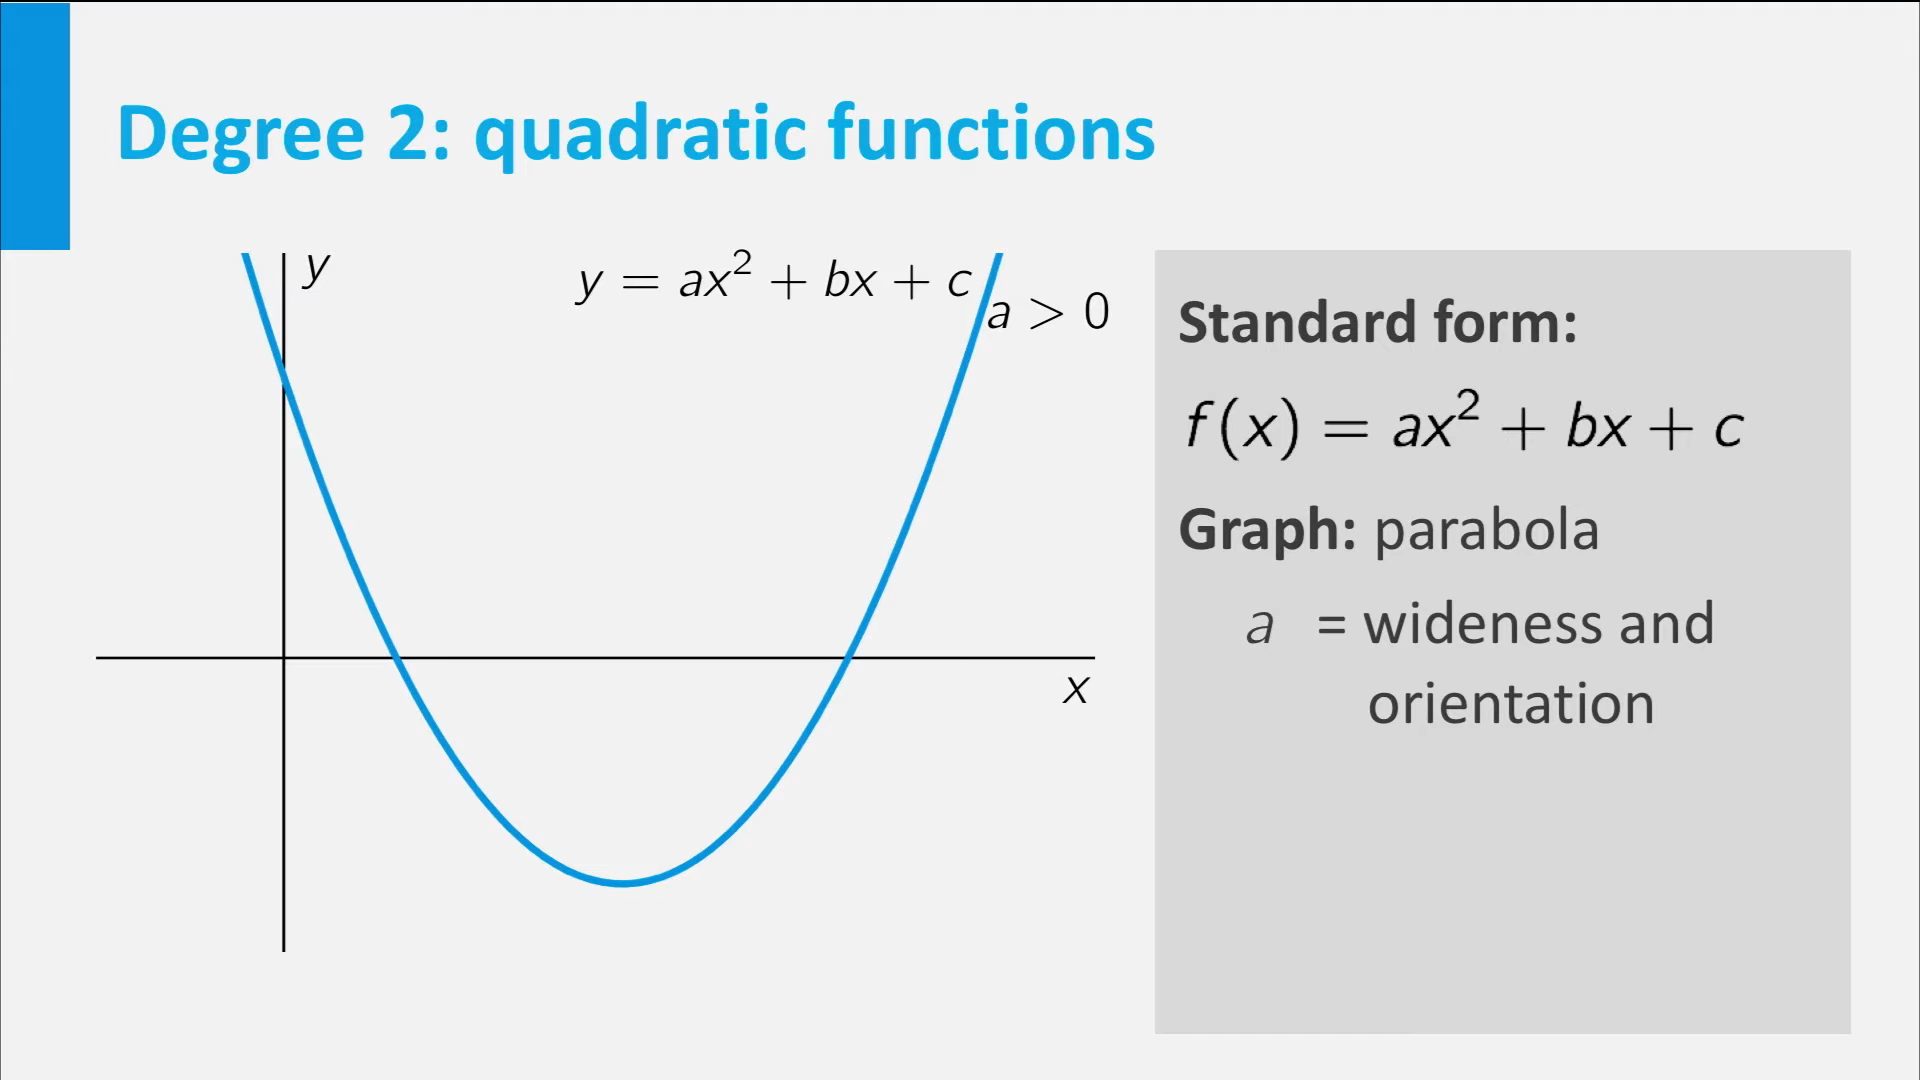 Degree 2: quadratic functions
y
y = ax² + bx + c
a > 0
x
Standard form:
f(x) = ax² + bx + c
Graph: parabola
a = wideness and
orientation